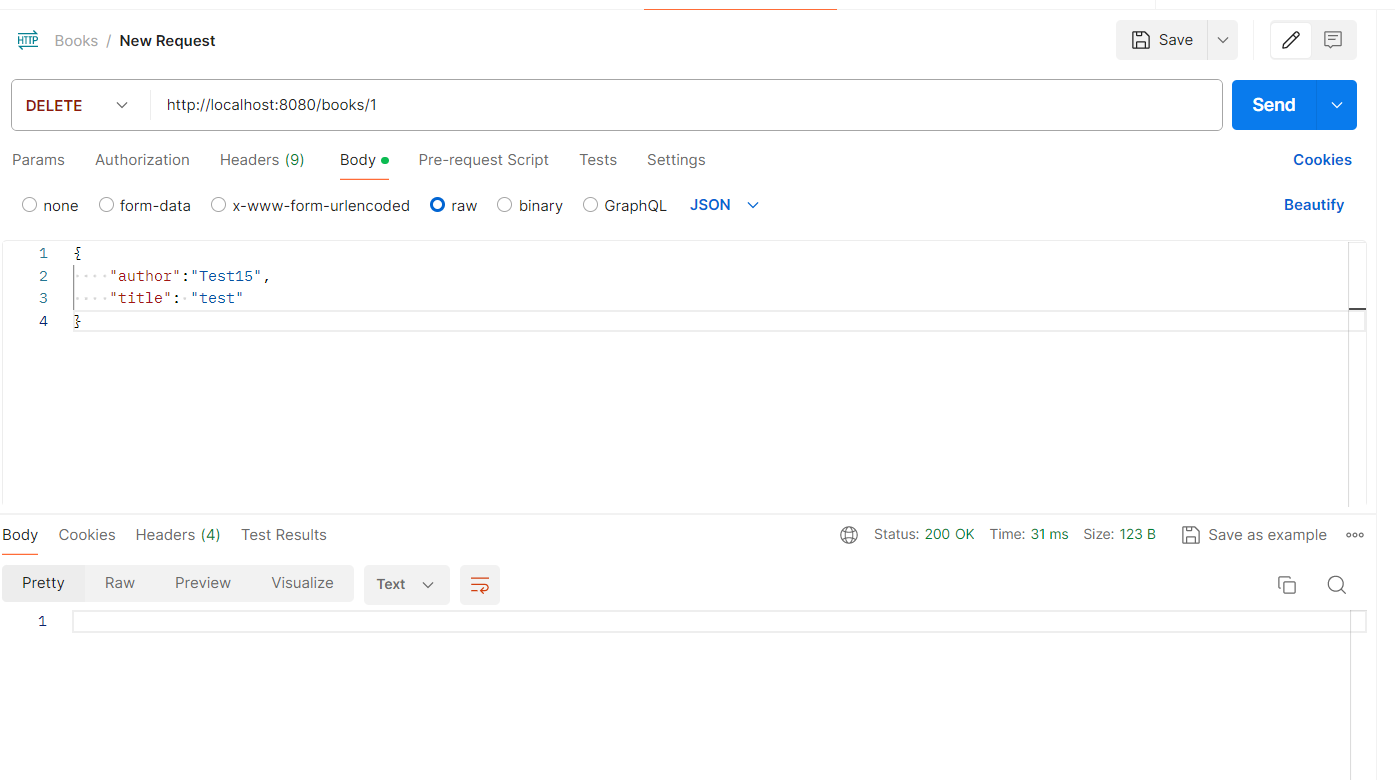 HTTP Books / New Request Save
DELETE http://localhost:8080/books/1 Send
Params Authorization Headers (9) Body Pre-request Script Tests Settings Cookies
none form-data x-www-form-urlencoded raw binary GraphQL JSON Beautify
1 {
2 ····"author":"Test15",
3 ····"title":·"test"
4 }
Body Cookies Headers (4) Test Results Status: 200 OK Time: 31 ms Size: 123 B Save as example
Pretty Raw Preview Visualize Text
1